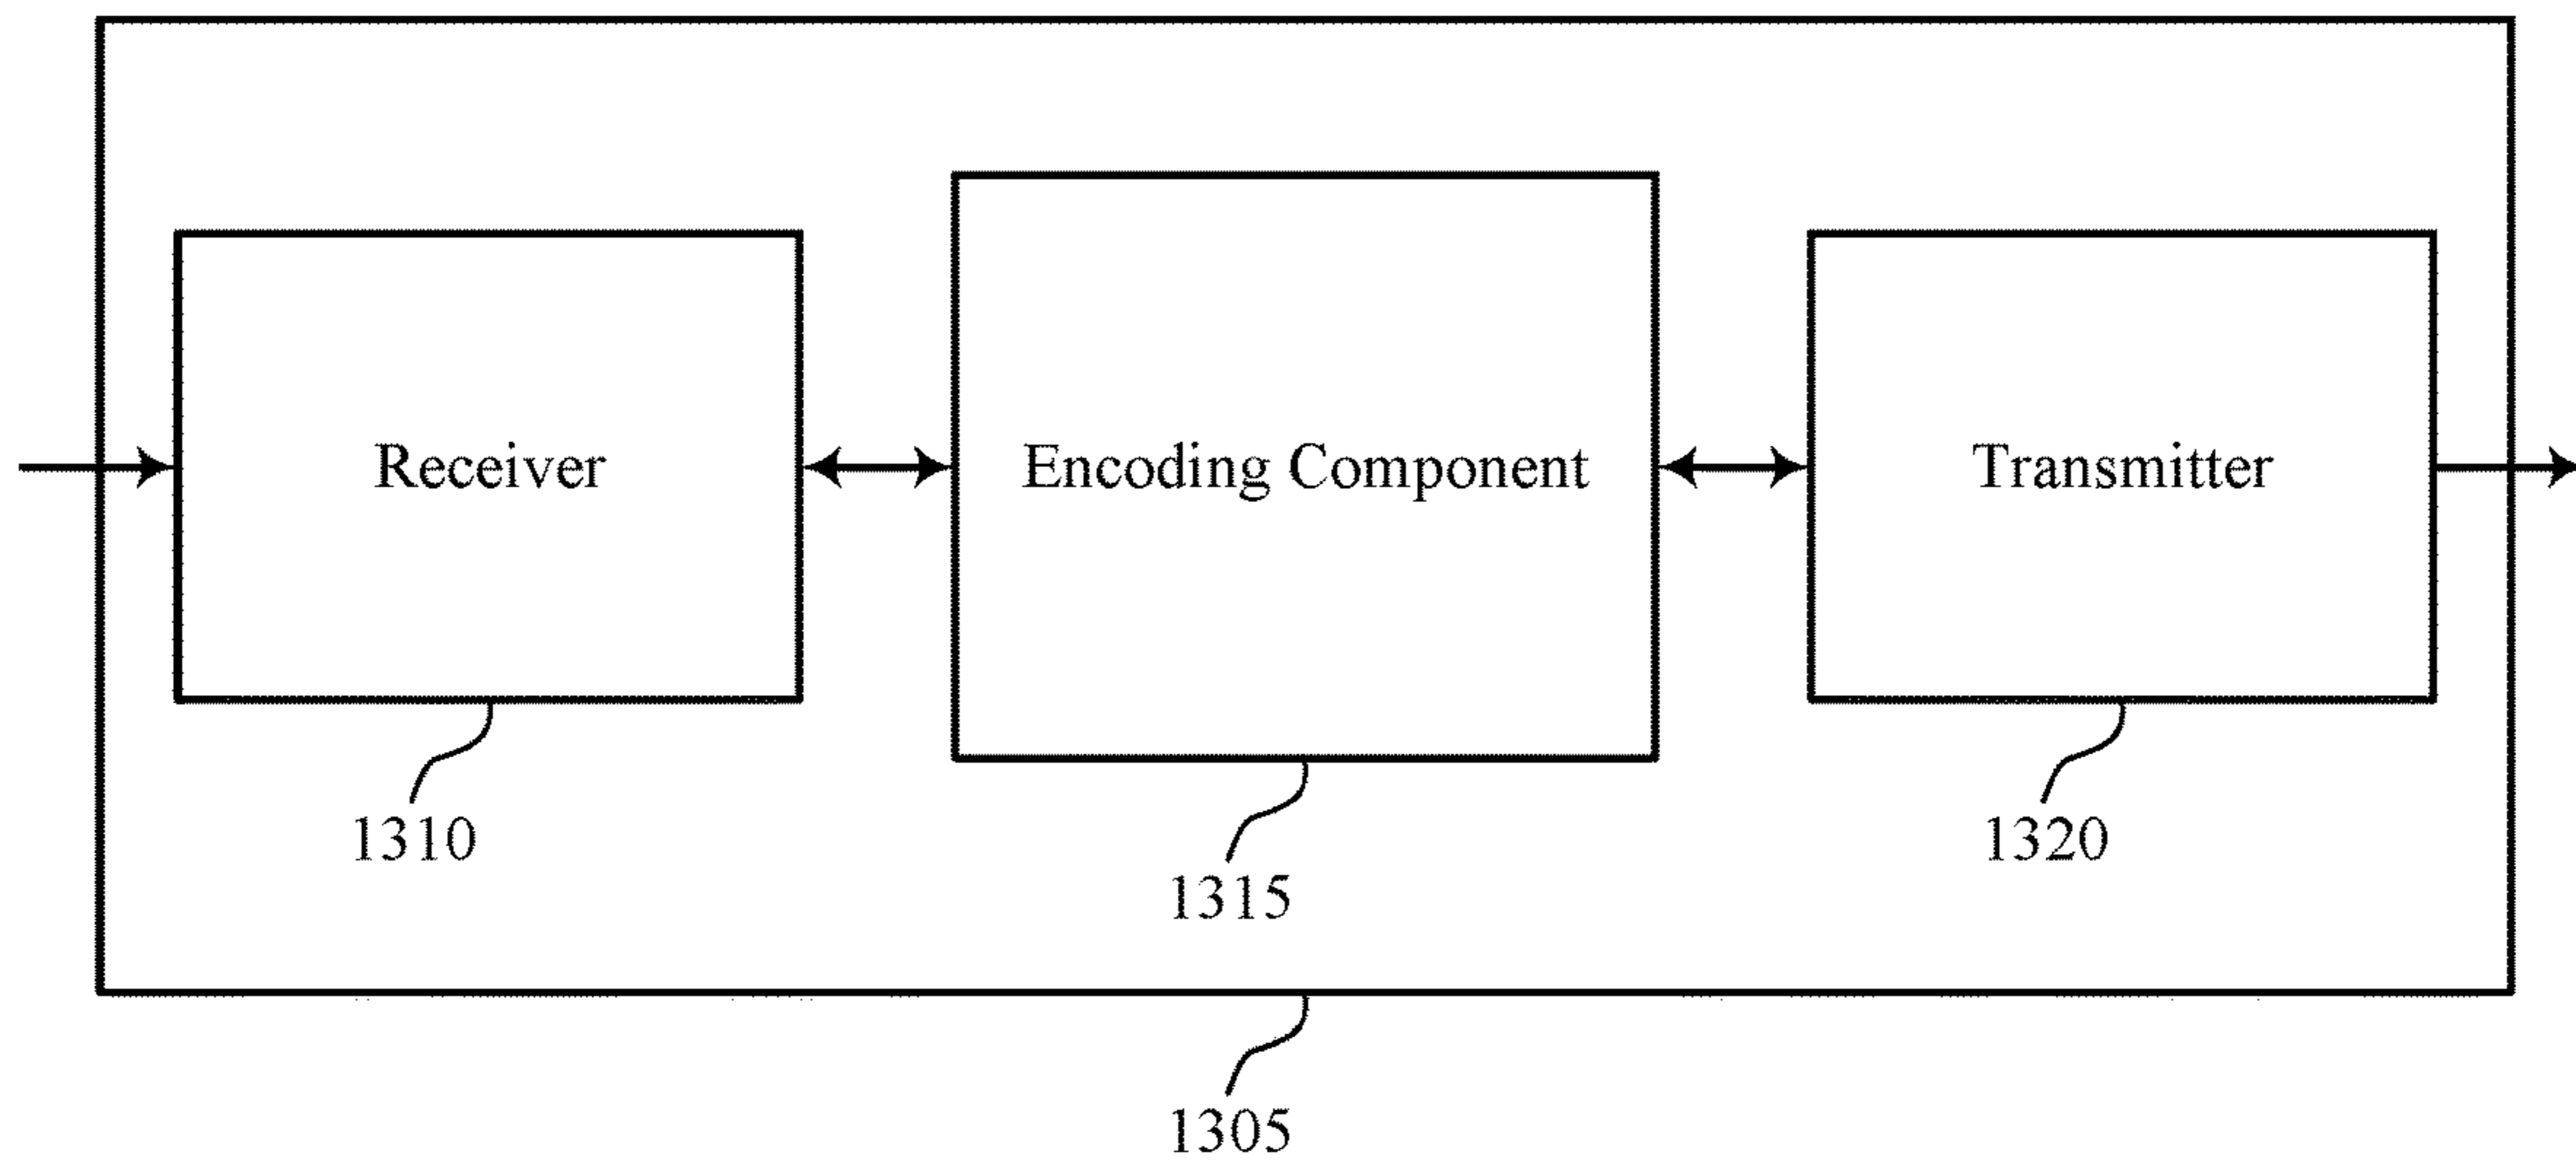 Receiver
Encoding Component
Transmitter
1310
1320
1315
1305